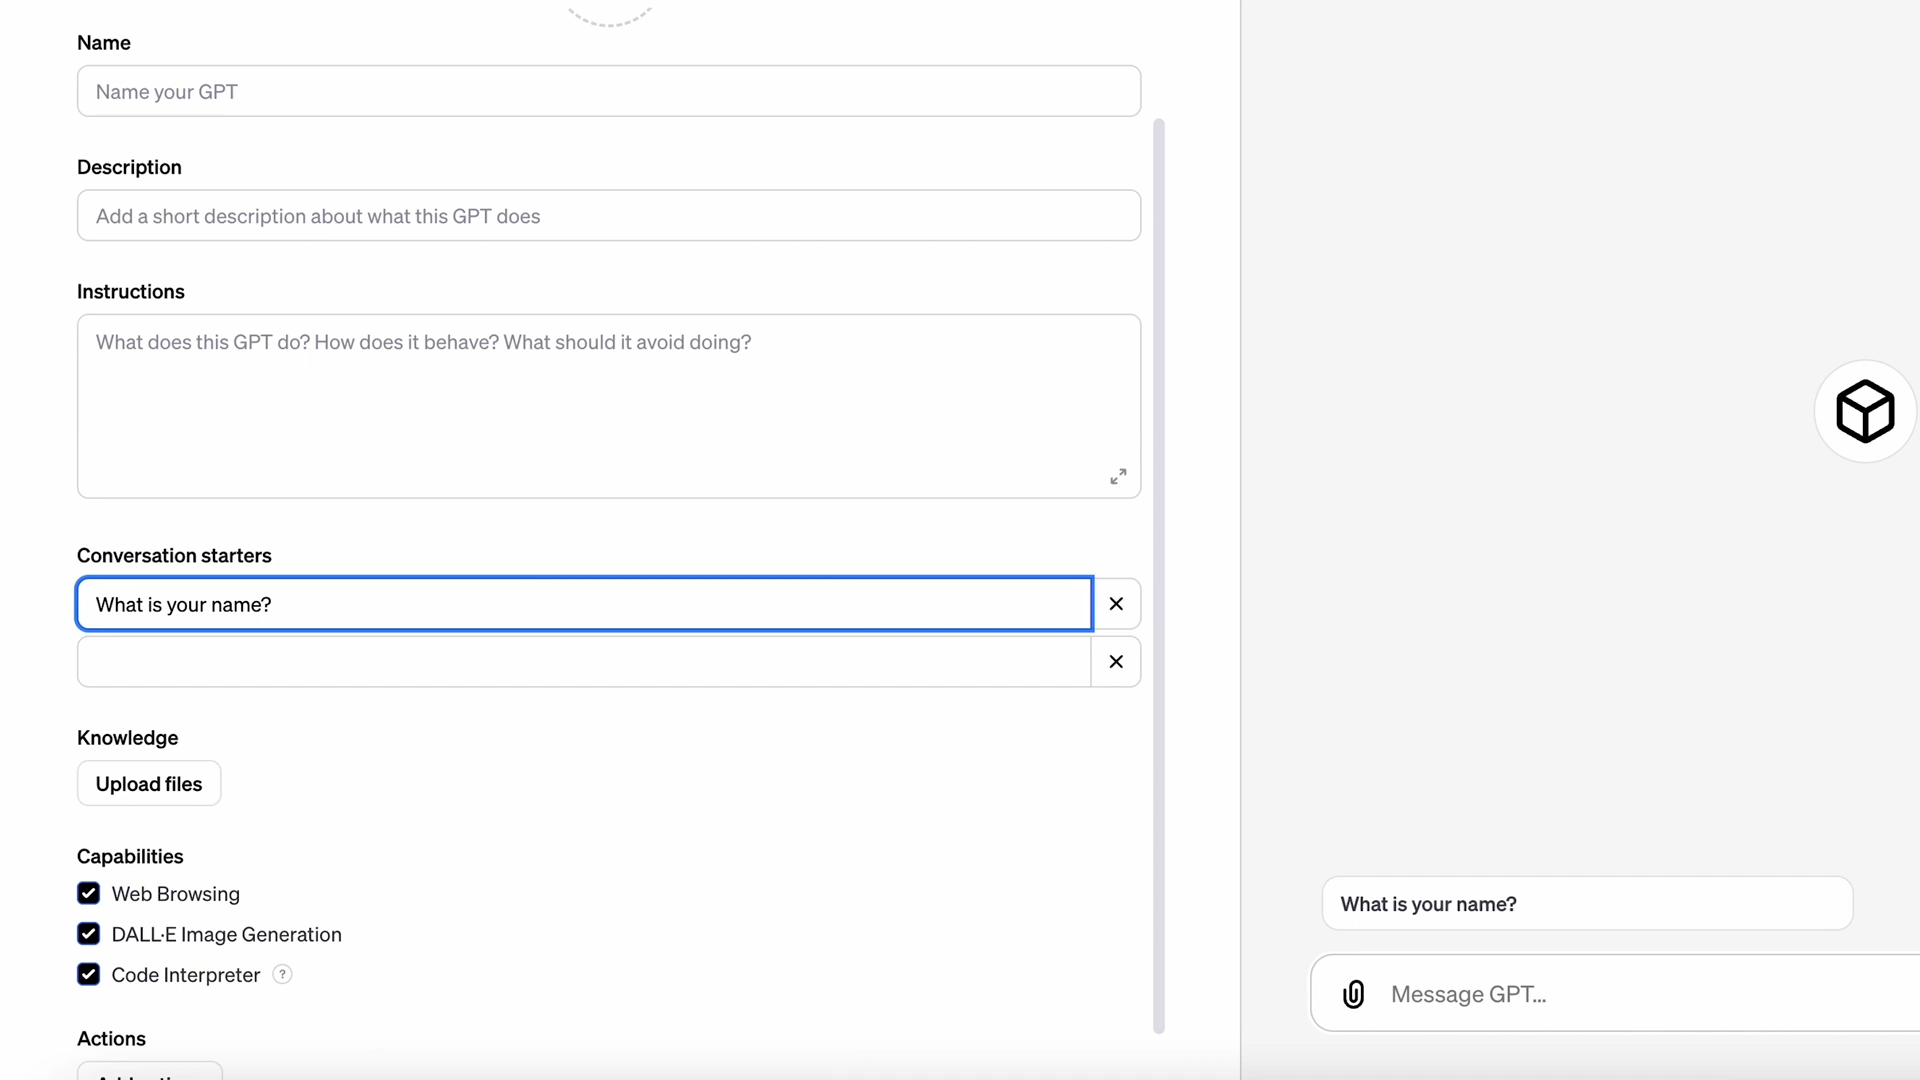 Name
Name your GPT
Description
Add a short description about what this GPT does
Instructions
What does this GPT do? How does it behave? What should it avoid doing?
Conversation starters
What is your name?
Knowledge
Upload files
Capabilities
Web Browsing
DALL·E Image Generation
Code Interpreter ?
Actions
What is your name?
Message GPT...